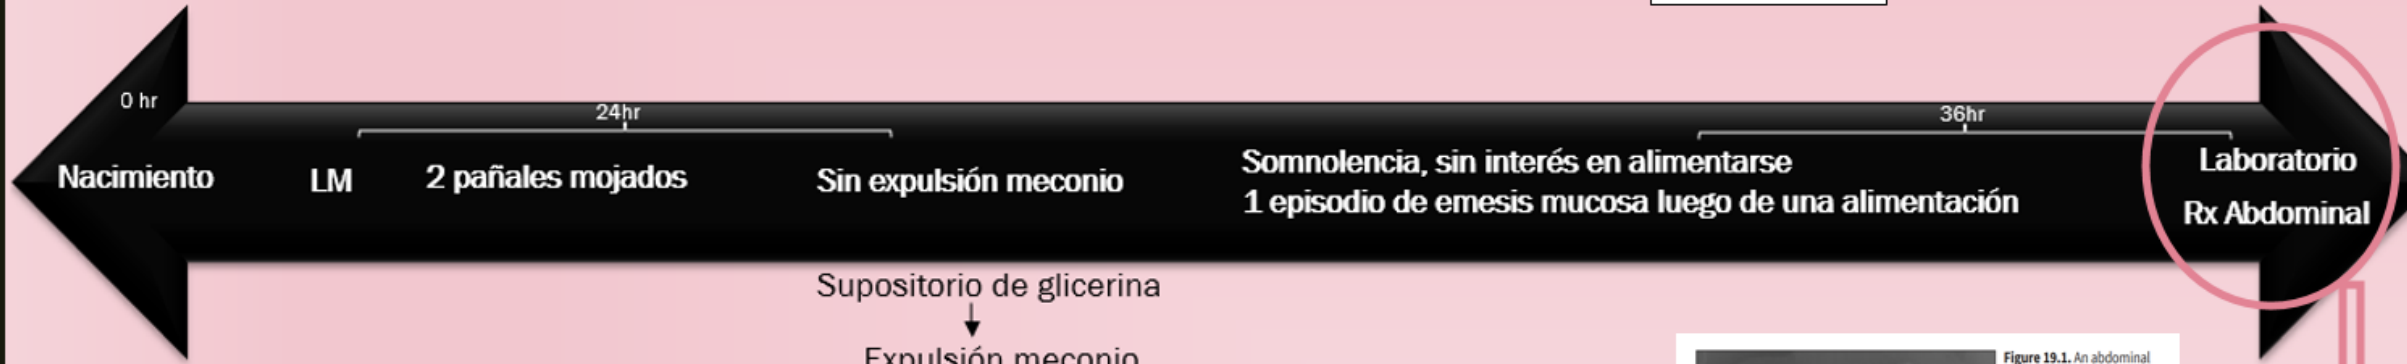 0 hr
24hr
36hr
Nacimiento
LM
2 pañales mojados
Sin expulsión meconio
Somnolencia, sin interés en alimentarse
1 episodio de emesis mucosa luego de una alimentación
Laboratorio
Rx Abdominal
Supositorio de glicerina
Expulsión meconio
Figure 19.1. An abdominal